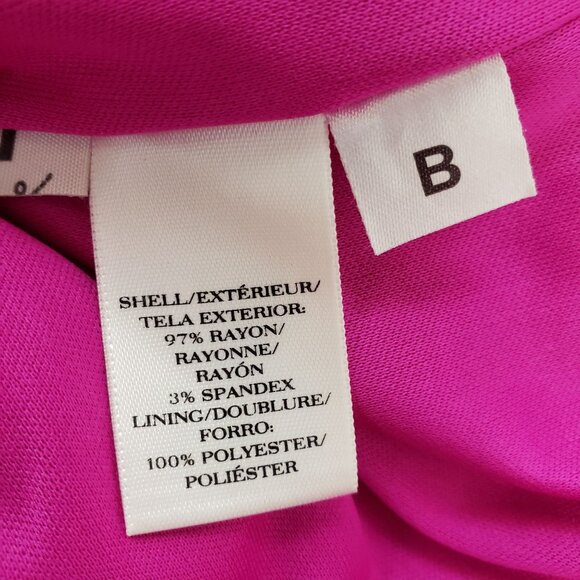 B
SHELL/EXTÉRIEUR/
TELA EXTERIOR:
97% RAYON/
RAYONNE/
RAYÓN
3% SPANDEX
LINING/DOUBLURE/
FORRO:
100% POLYESTER/
POLIÉSTER